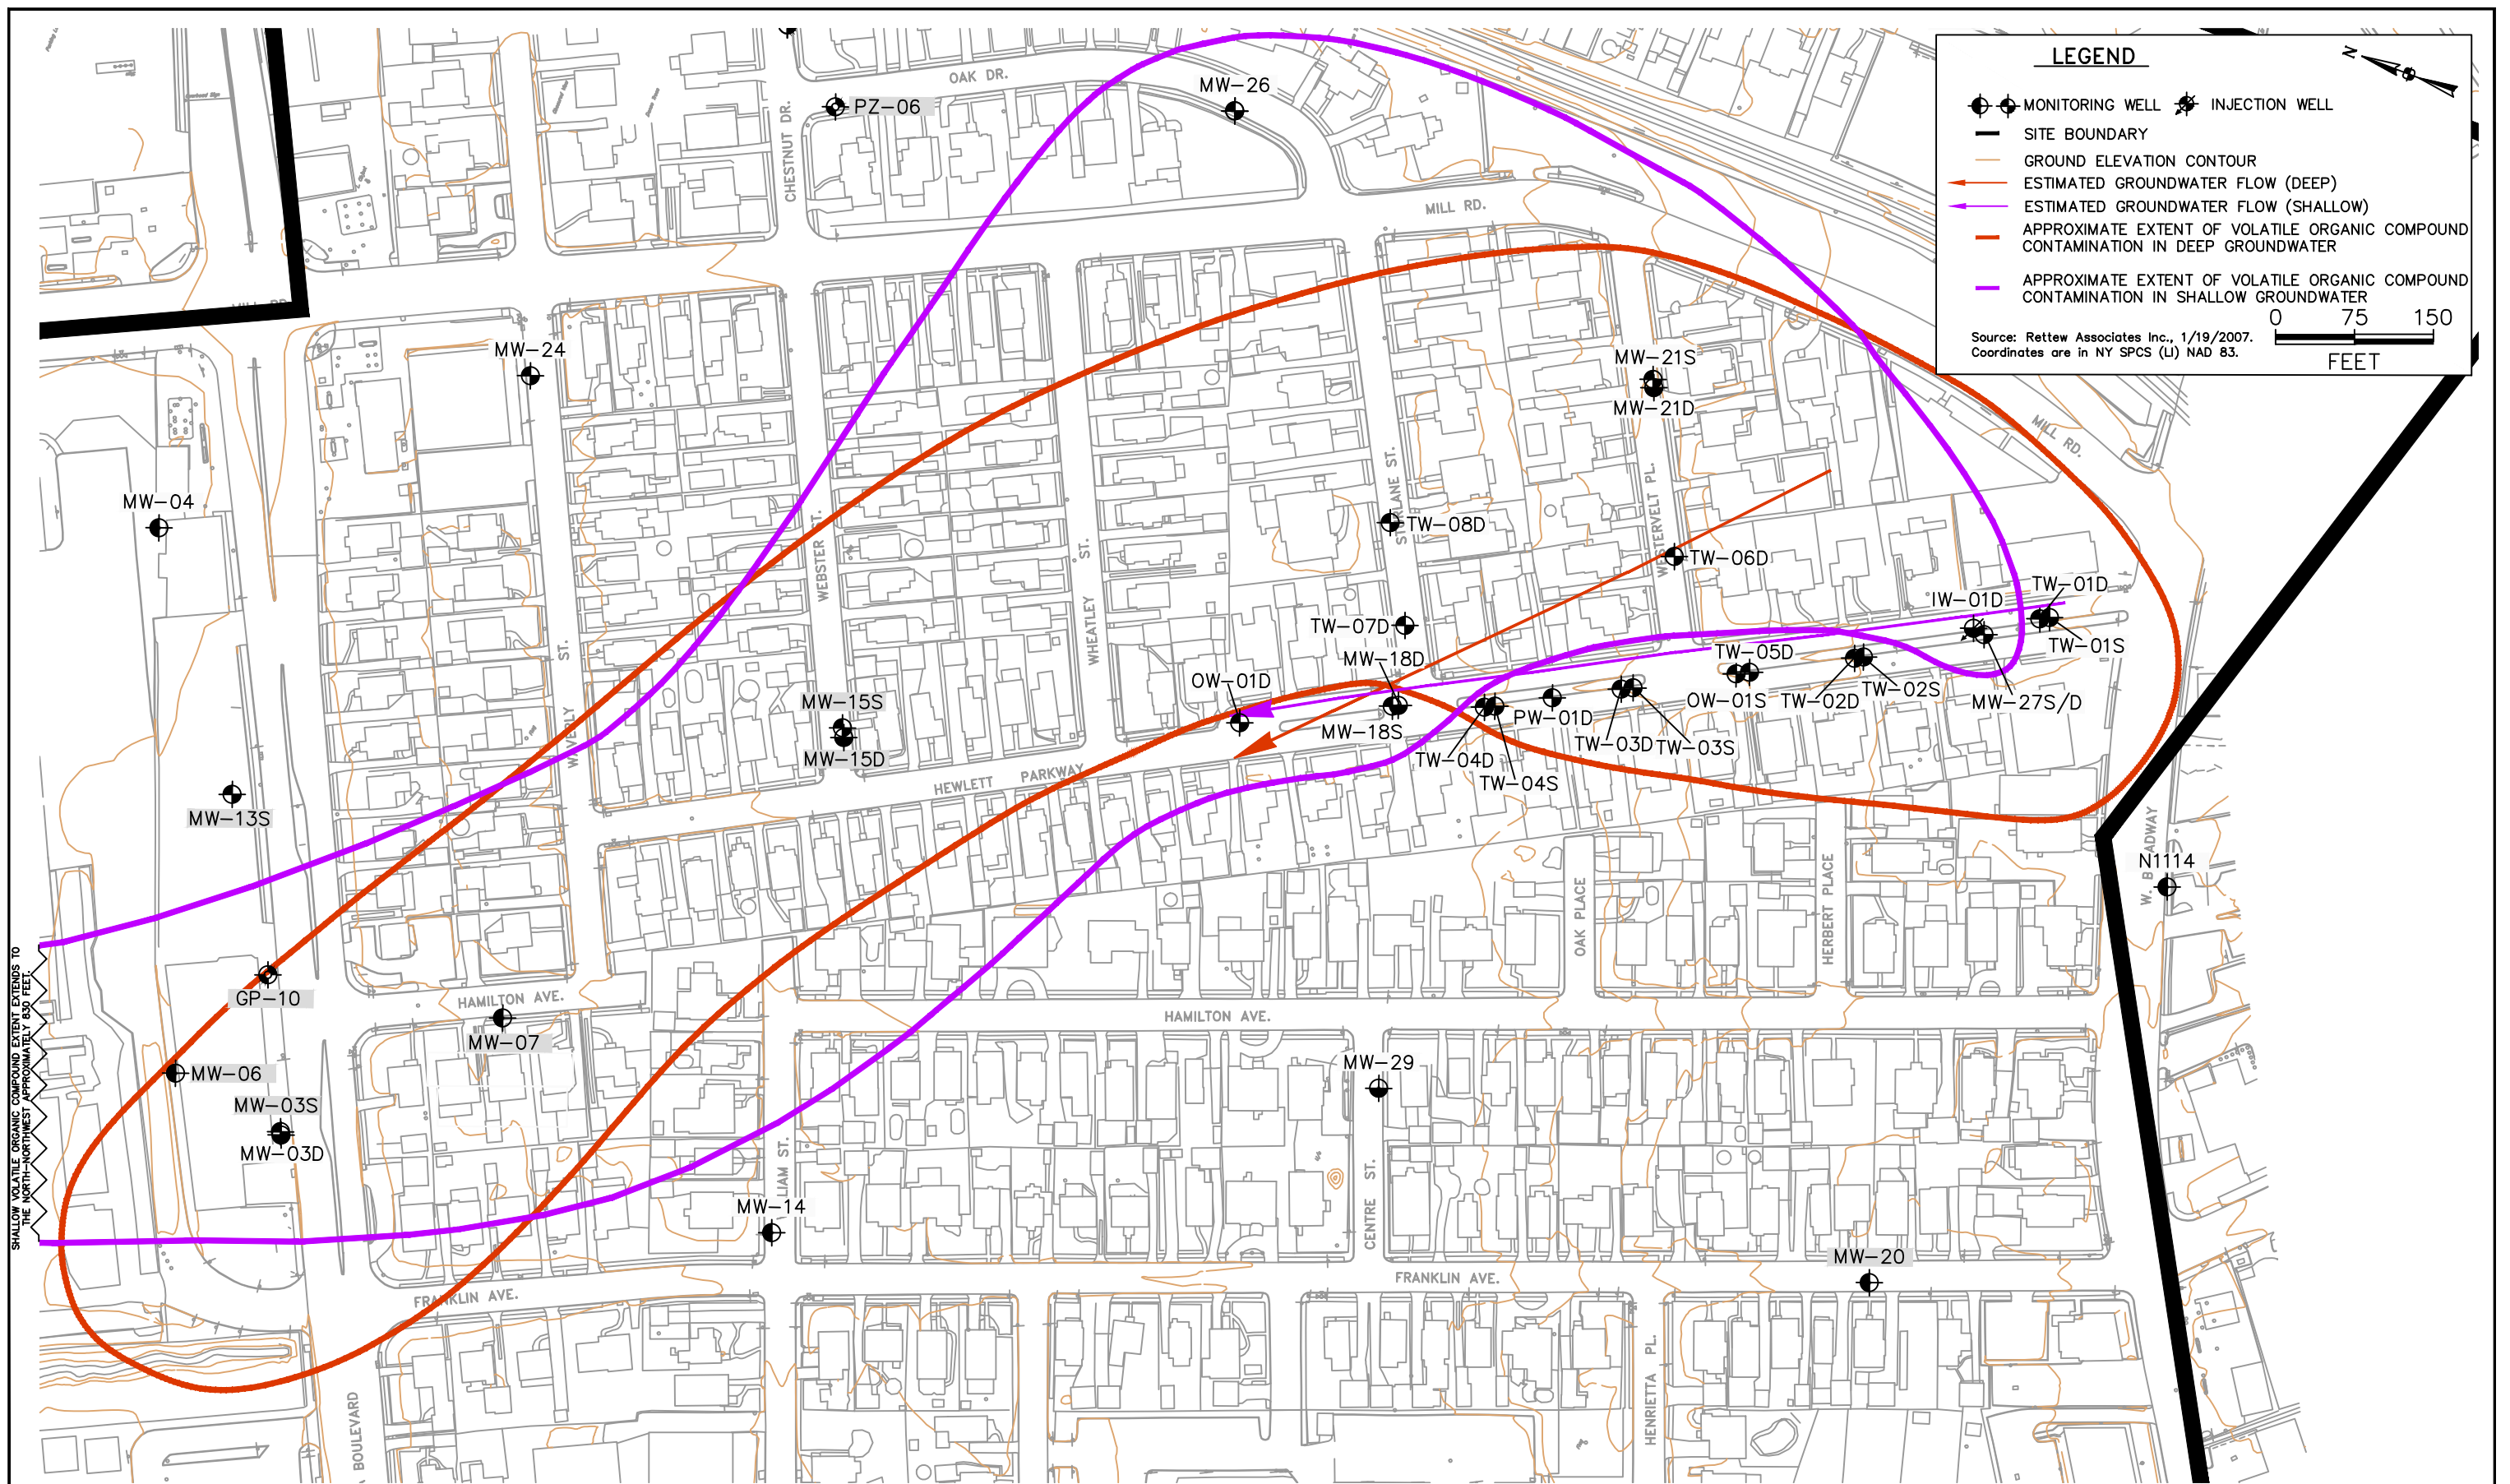 LEGEND
N
MONITORING WELL
INJECTION WELL
SITE BOUNDARY
GROUND ELEVATION CONTOUR
ESTIMATED GROUNDWATER FLOW (DEEP)
ESTIMATED GROUNDWATER FLOW (SHALLOW)
APPROXIMATE EXTENT OF VOLATILE ORGANIC COMPOUND
CONTAMINATION IN DEEP GROUNDWATER
APPROXIMATE EXTENT OF VOLATILE ORGANIC COMPOUND
CONTAMINATION IN SHALLOW GROUNDWATER
0 75 150
FEET
Source: Rettew Associates Inc., 1/19/2007.
Coordinates are in NY SPCS (LI) NAD 83.
OAK DR.
MW-26
PZ-06
CHESTNUT DR.
MILL RD.
MILL RD.
MW-24
MW-21S
MW-21D
MILL RD.
MW-04
STRKANE ST.
TW-08D
WESTERVELT PL.
TW-06D
WEBSTER ST.
WHEATLEY ST.
TW-01D
IW-01D
TW-07D
TW-01S
MW-18D
TW-05D
OW-01D
TW-02S
MW-15S
OW-01S
TW-02D
MW-27S/D
PW-01D
MW-18S
WAVERLY ST.
TW-03D
TW-03S
MW-15D
TW-04D
HEWLETT PARKWAY
TW-04S
MW-13S
N1114
W. BROADWAY
OAK PLACE
HERBERT PLACE
GP-10
HAMILTON AVE.
HAMILTON AVE.
MW-07
MW-06
MW-29
MW-03S
MW-03D
SHALLOW VOLATILE ORGANIC COMPOUND EXTENT EXTENDS TO
THE NORTH-NORTHWEST APPROXIMATELY 830 FEET.
LIAM ST.
CENTRE ST.
MW-14
MW-20
FRANKLIN AVE.
FRANKLIN AVE.
HENRIETTA PL.
BOULEVARD